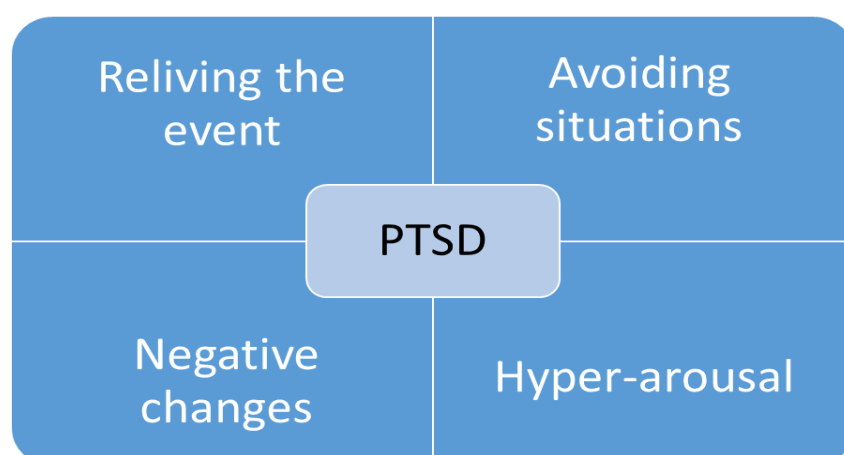 Reliving the
event
Avoiding
situations
PTSD
Negative
changes
Hyper-arousal